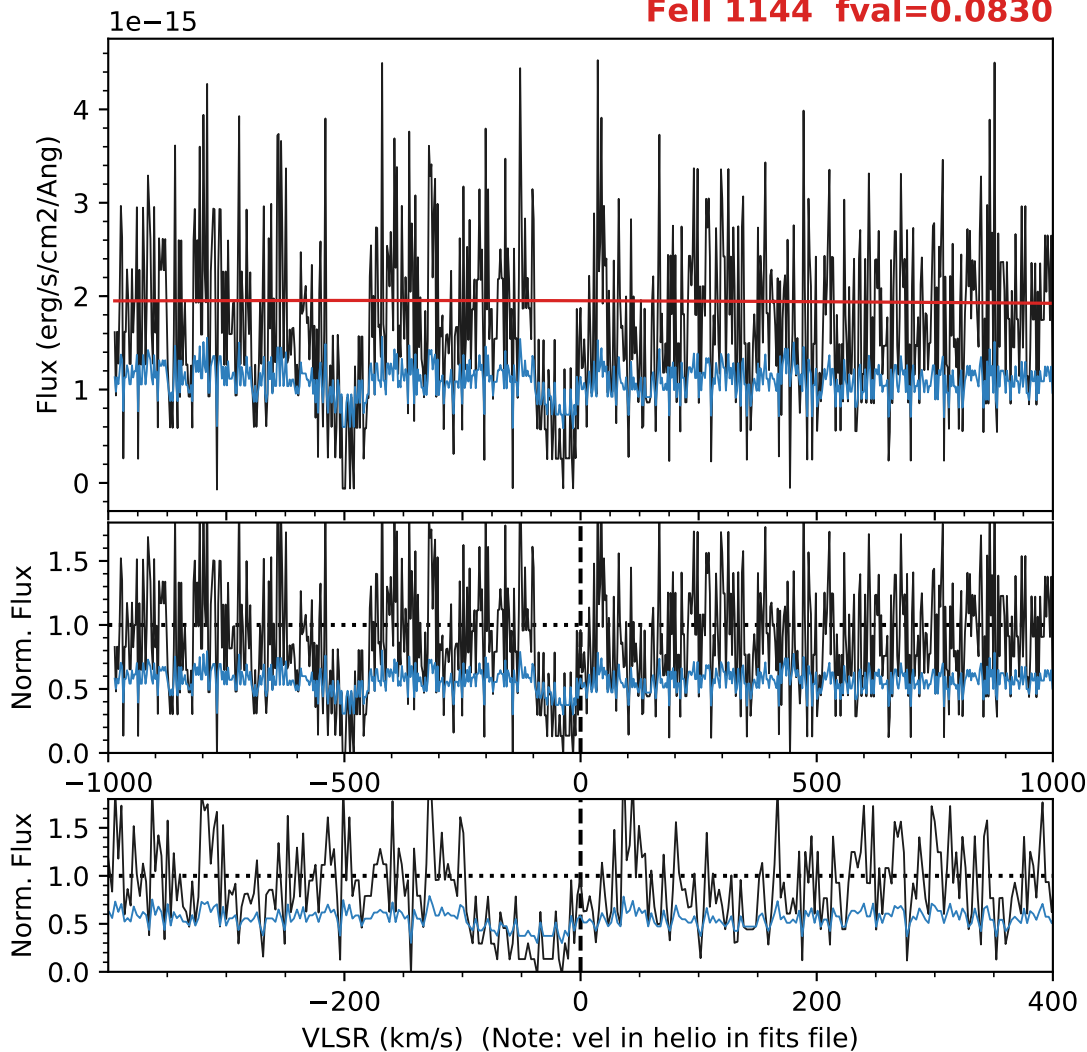 FeII 1144 fval=0.0830
1e−15
4
3
2
1
0
Flux (erg/s/cm2/Ang)
1.5
1.0
0.5
0.0
Norm. Flux
−1000 −500 0 500 1000
1.5
1.0
0.5
0.0
Norm. Flux
−200 0 200 400
VLSR (km/s) (Note: vel in helio in fits file)